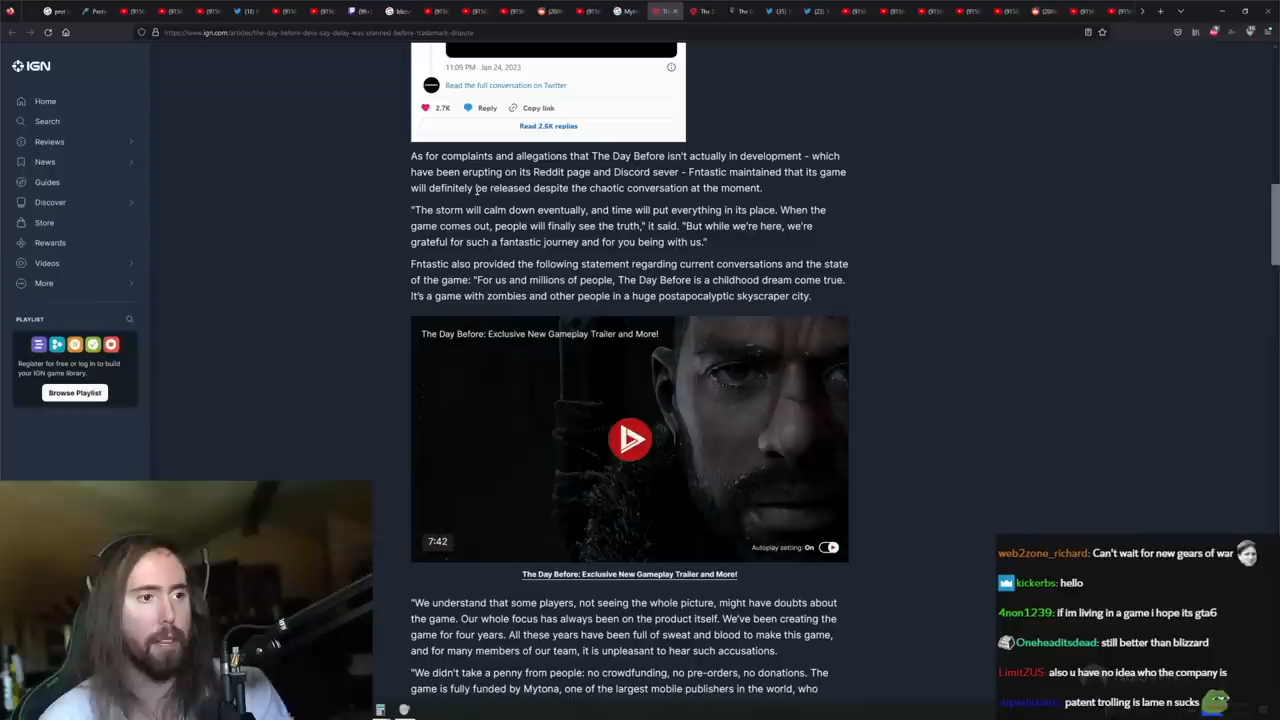 https://www.ign.com/articles/the-day-before-devs-say-delay-was-planned-before-trademark-dispute
IGN
Home
Search
Reviews
News
Guides
Discover
Store
Rewards
Videos
More
PLAYLIST
Register for free or log in to build
your IGN game library.
Browse Playlist
11:09 PM · Jan 24, 2023
Read the full conversation on Twitter
2.7K Reply Copy link
Read 2.6K replies
As for complaints and allegations that The Day Before isn't actually in development - which
have been erupting on its Reddit page and Discord sever - Fntastic maintained that its game
will definitely be released despite the chaotic conversation at the moment.
"The storm will calm down eventually, and time will put everything in its place. When the
game comes out, people will finally see the truth," it said. "But while we're here, we're
grateful for such a fantastic journey and for you being with us."
Fntastic also provided the following statement regarding current conversations and the state
of the game: "For us and millions of people, The Day Before is a childhood dream come true.
It's a game with zombies and other people in a huge postapocalyptic skyscraper city.
The Day Before: Exclusive New Gameplay Trailer and More!
7:42
Autoplay setting: On
The Day Before: Exclusive New Gameplay Trailer and More!
"We understand that some players, not seeing the whole picture, might have doubts about
the game. Our whole focus has always been on the product itself. We've been creating the
game for four years. All these years have been full of sweat and blood to make this game,
and for many members of our team, it is unpleasant to hear such accusations.
"We didn't take a penny from people: no crowdfunding, no pre-orders, no donations. The
game is fully funded by Mytona, one of the largest mobile publishers in the world, who
web2zone_richard: Can't wait for new gears of war
kickerbs: hello
4non1239: if im living in a game i hope its gta6
Oneheaditsdead: still better than blizzard
LimitZUS: also u have no idea who the company is
patent trolling is lame n sucks